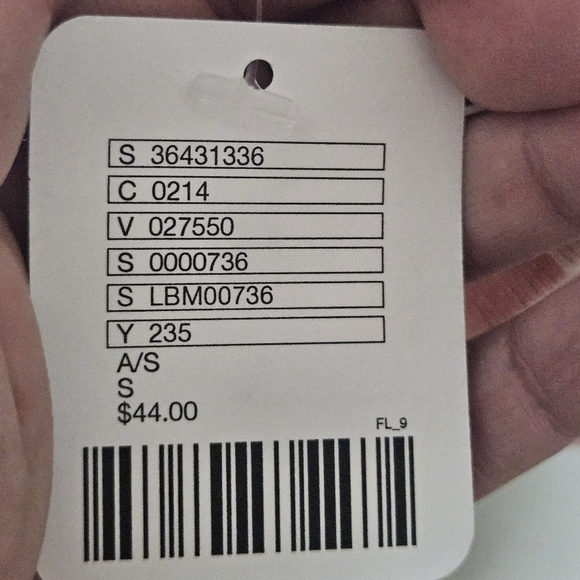 S 36431336
C 0214
V 027550
S 0000736
S LBM00736
Y 235
A/S
S
$44.00
FL_9